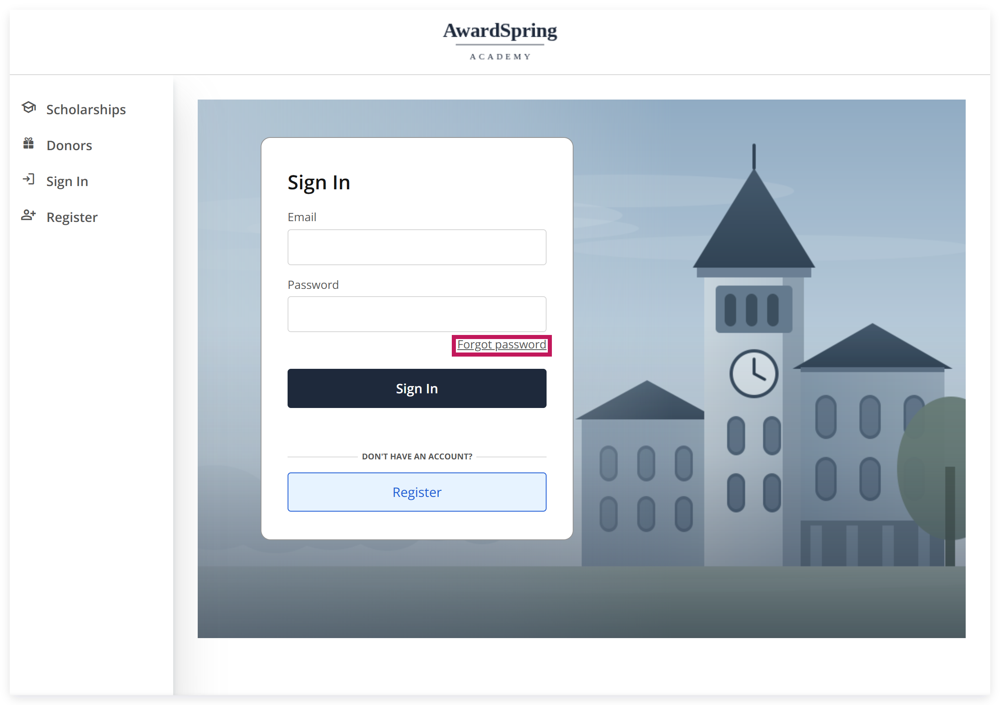 AwardSpring
ACADEMY
Scholarships
Donors
Sign In
Register
Sign In
Email
Password
Forgot password
Sign In
DON'T HAVE AN ACCOUNT?
Register